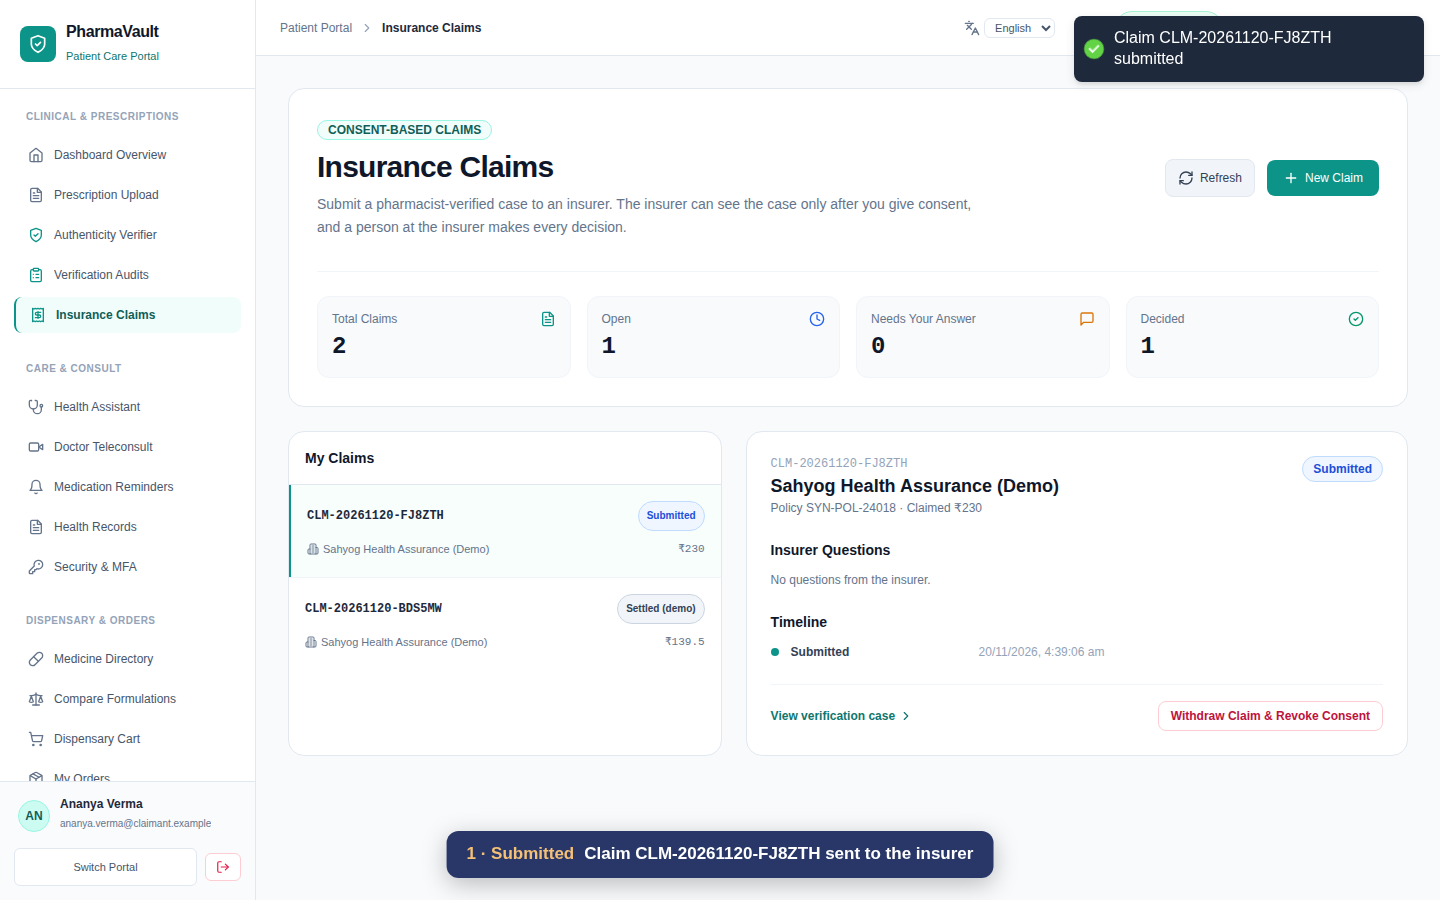 PharmaVault
Patient Care Portal
CLINICAL & PRESCRIPTIONS
Dashboard Overview
Prescription Upload
Authenticity Verifier
Verification Audits
Insurance Claims
CARE & CONSULT
Health Assistant
Doctor Teleconsult
Medication Reminders
Health Records
Security & MFA
DISPENSARY & ORDERS
Medicine Directory
Compare Formulations
Dispensary Cart
My Orders
AN
Ananya Verma
ananya.verma@claimant.example
Switch Portal
Patient Portal > Insurance Claims
English
Claim CLM-20261120-FJ8ZTH
submitted
CONSENT-BASED CLAIMS
Insurance Claims
Submit a pharmacist-verified case to an insurer. The insurer can see the case only after you give consent,
and a person at the insurer makes every decision.
Refresh
New Claim
Total Claims
2
Open
1
Needs Your Answer
0
Decided
1
My Claims
CLM-20261120-FJ8ZTH
Submitted
Sahyog Health Assurance (Demo)
₹230
CLM-20261120-BDS5MW
Settled (demo)
Sahyog Health Assurance (Demo)
₹139.5
CLM-20261120-FJ8ZTH
Submitted
Sahyog Health Assurance (Demo)
Policy SYN-POL-24018 · Claimed ₹230
Insurer Questions
No questions from the insurer.
Timeline
Submitted
20/11/2026, 4:39:06 am
View verification case
Withdraw Claim & Revoke Consent
1 · Submitted Claim CLM-20261120-FJ8ZTH sent to the insurer